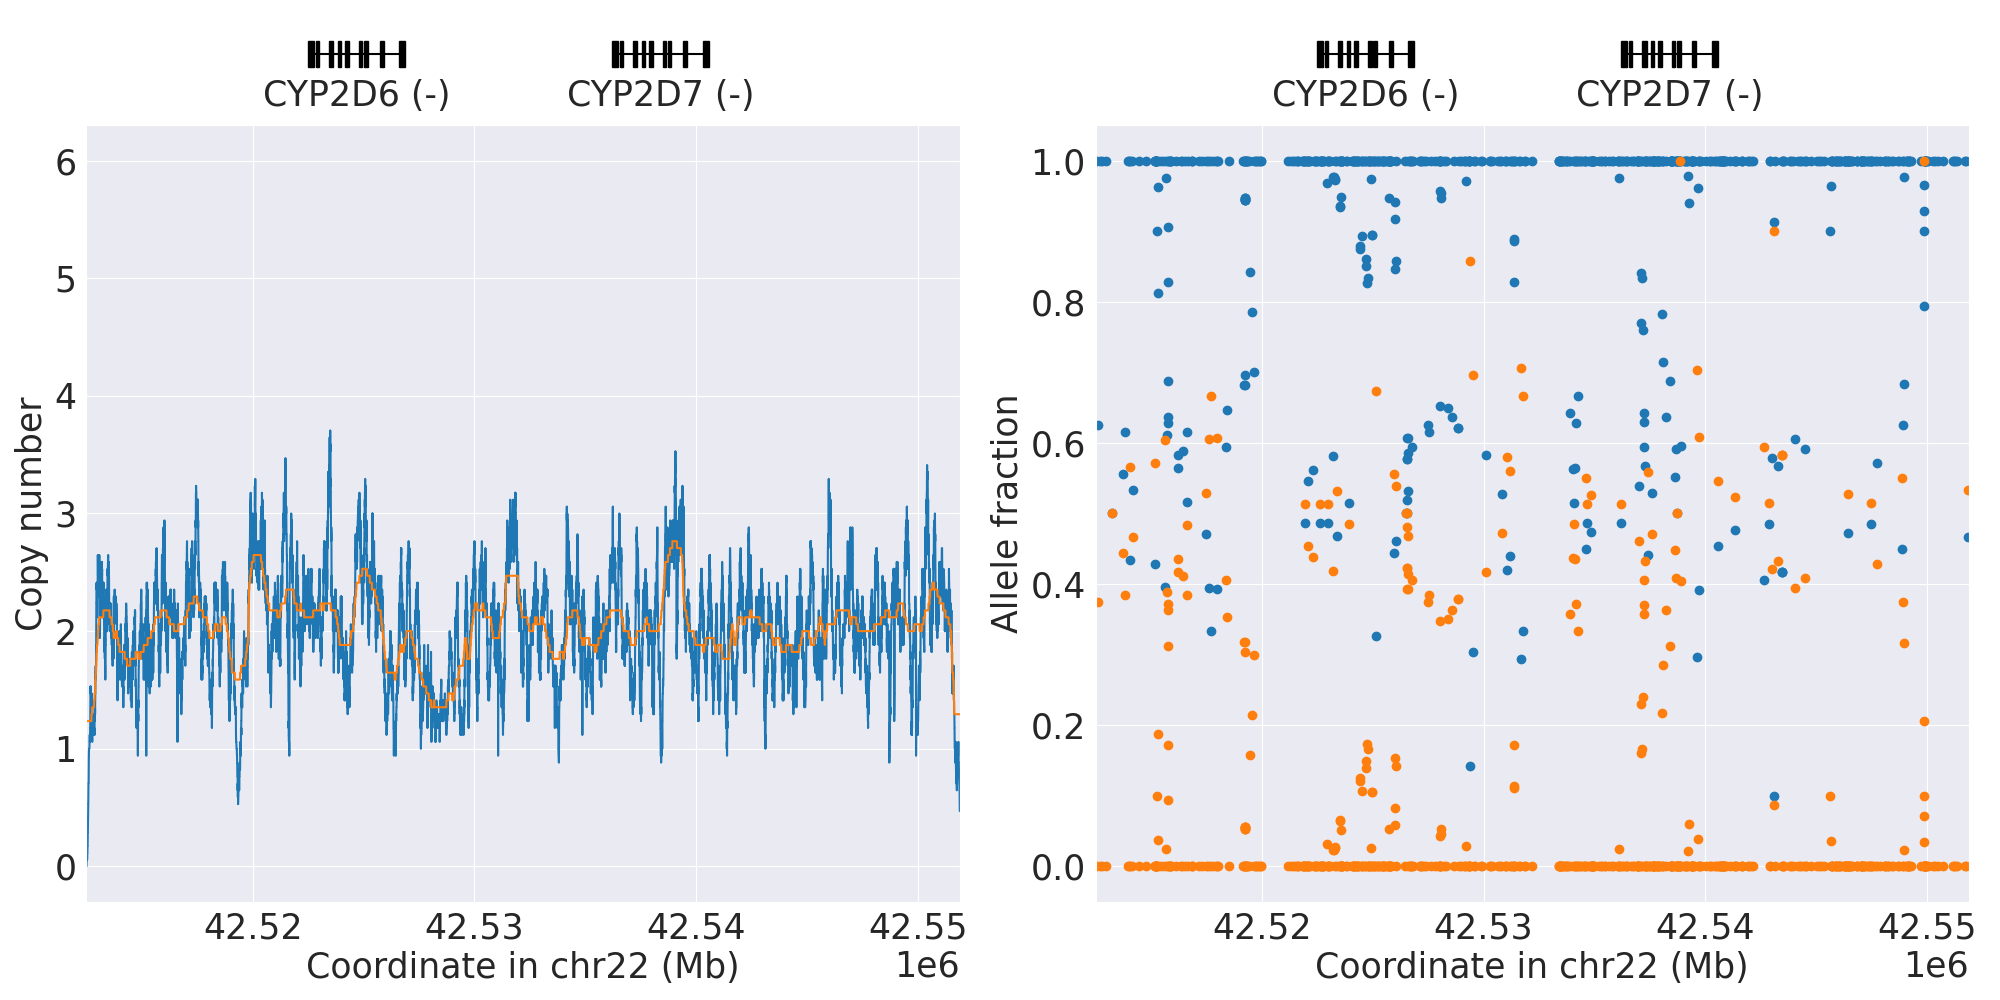 CYP2D6 (-) CYP2D7 (-)
6
5
4
3
2
1
0
Copy number
42.52 42.53 42.54 42.55
Coordinate in chr22 (Mb) 1e6
CYP2D6 (-) CYP2D7 (-)
1.0
0.8
0.6
0.4
0.2
0.0
Allele fraction
42.52 42.53 42.54 42.55
Coordinate in chr22 (Mb) 1e6